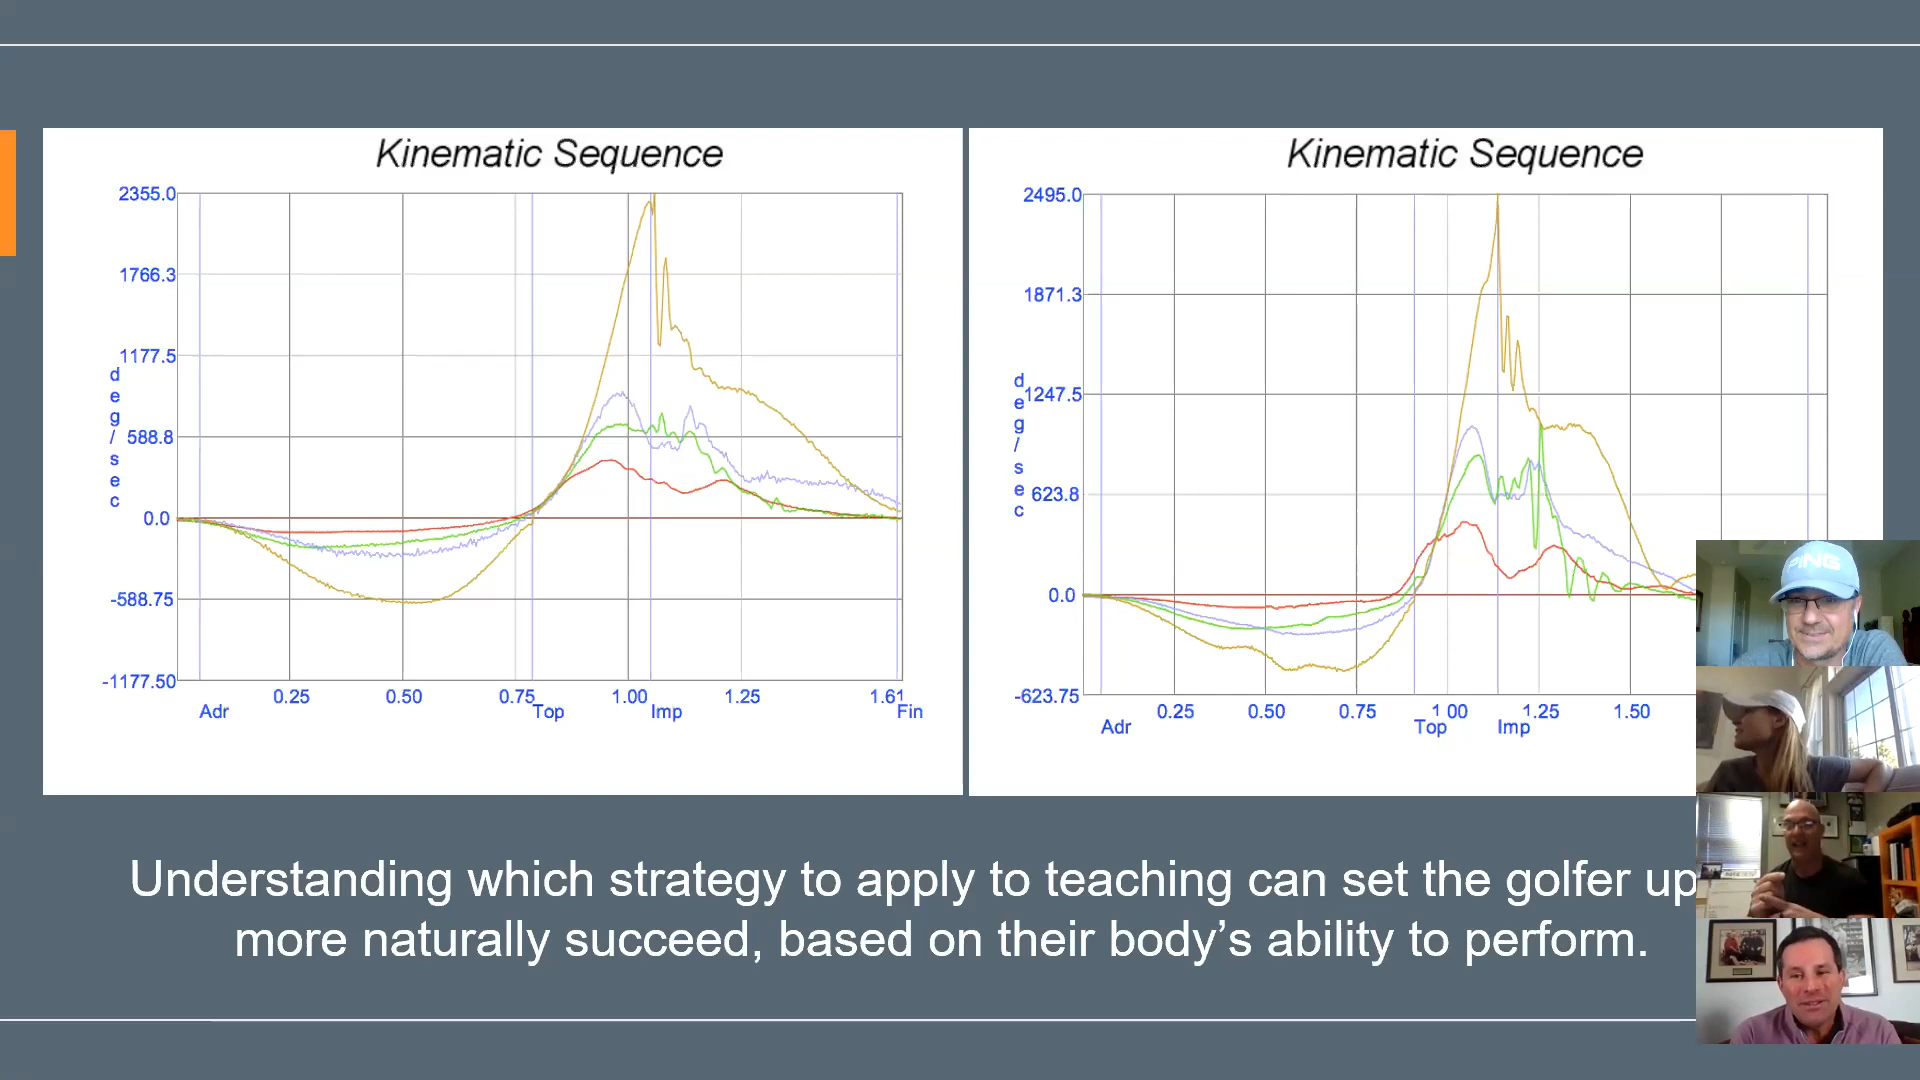 Kinematic Sequence
2355.0
1766.3
1177.5
deg/sec
588.8
0.0
-588.75
-1177.50
0.25 0.50 0.75 1.00 1.25 1.61
Adr Top Imp Fin
Kinematic Sequence
2495.0
1871.3
deg/sec
1247.5
623.8
0.0
-623.75
0.25 0.50 0.75 1.00 1.25 1.50
Adr Top Imp
PING
Understanding which strategy to apply to teaching can set the golfer up
more naturally succeed, based on their body’s ability to perform.